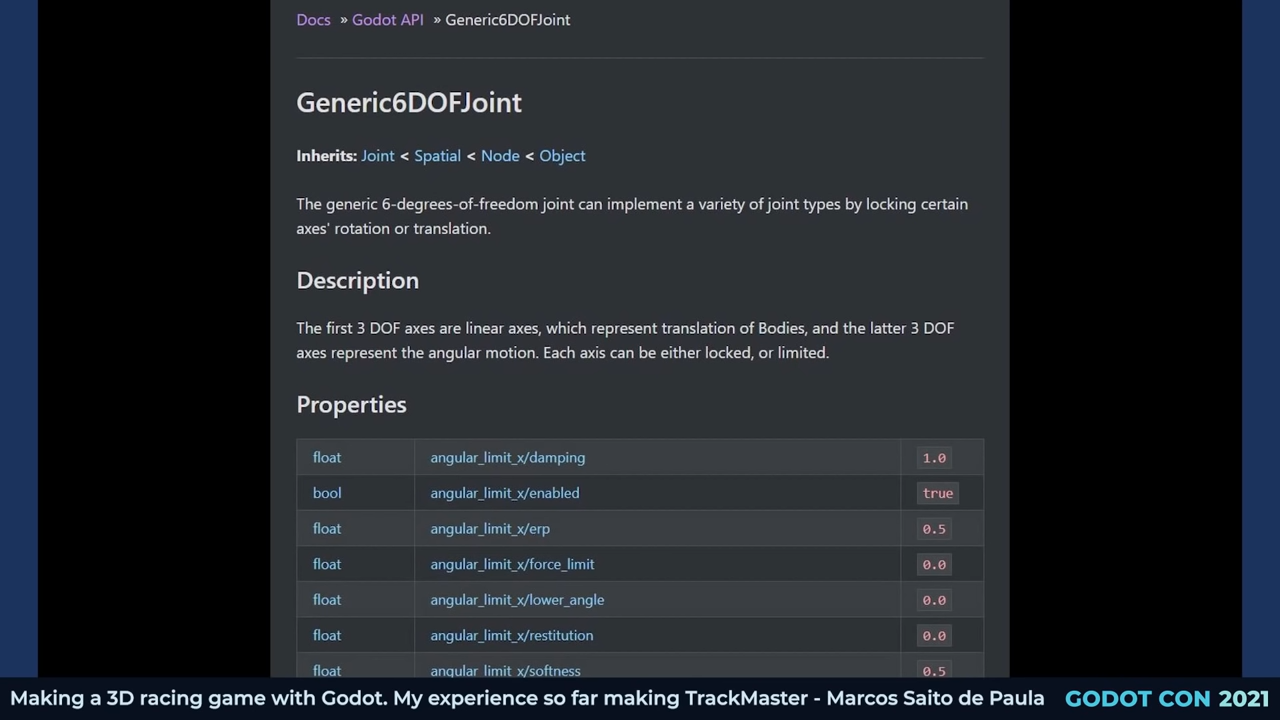 Docs » Godot API » Generic6DOFJoint
Generic6DOFJoint
Inherits: Joint < Spatial < Node < Object
The generic 6-degrees-of-freedom joint can implement a variety of joint types by locking certain
axes' rotation or translation.
Description
The first 3 DOF axes are linear axes, which represent translation of Bodies, and the latter 3 DOF
axes represent the angular motion. Each axis can be either locked, or limited.
Properties
float angular_limit_x/damping 1.0
bool angular_limit_x/enabled true
float angular_limit_x/erp 0.5
float angular_limit_x/force_limit 0.0
float angular_limit_x/lower_angle 0.0
float angular_limit_x/restitution 0.0
float angular_limit_x/softness 0.5
Making a 3D racing game with Godot. My experience so far making TrackMaster - Marcos Saito de Paula GODOT CON 2021